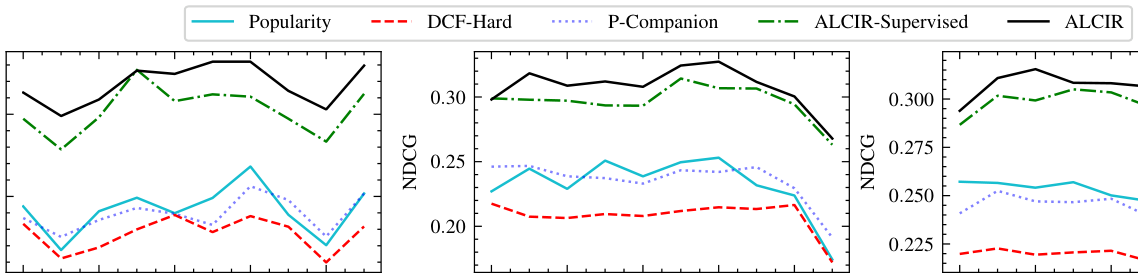 Popularity DCF-Hard P-Companion ALCIR-Supervised ALCIR
NDCG
0.30
0.25
0.20
NDCG
0.300
0.275
0.250
0.225